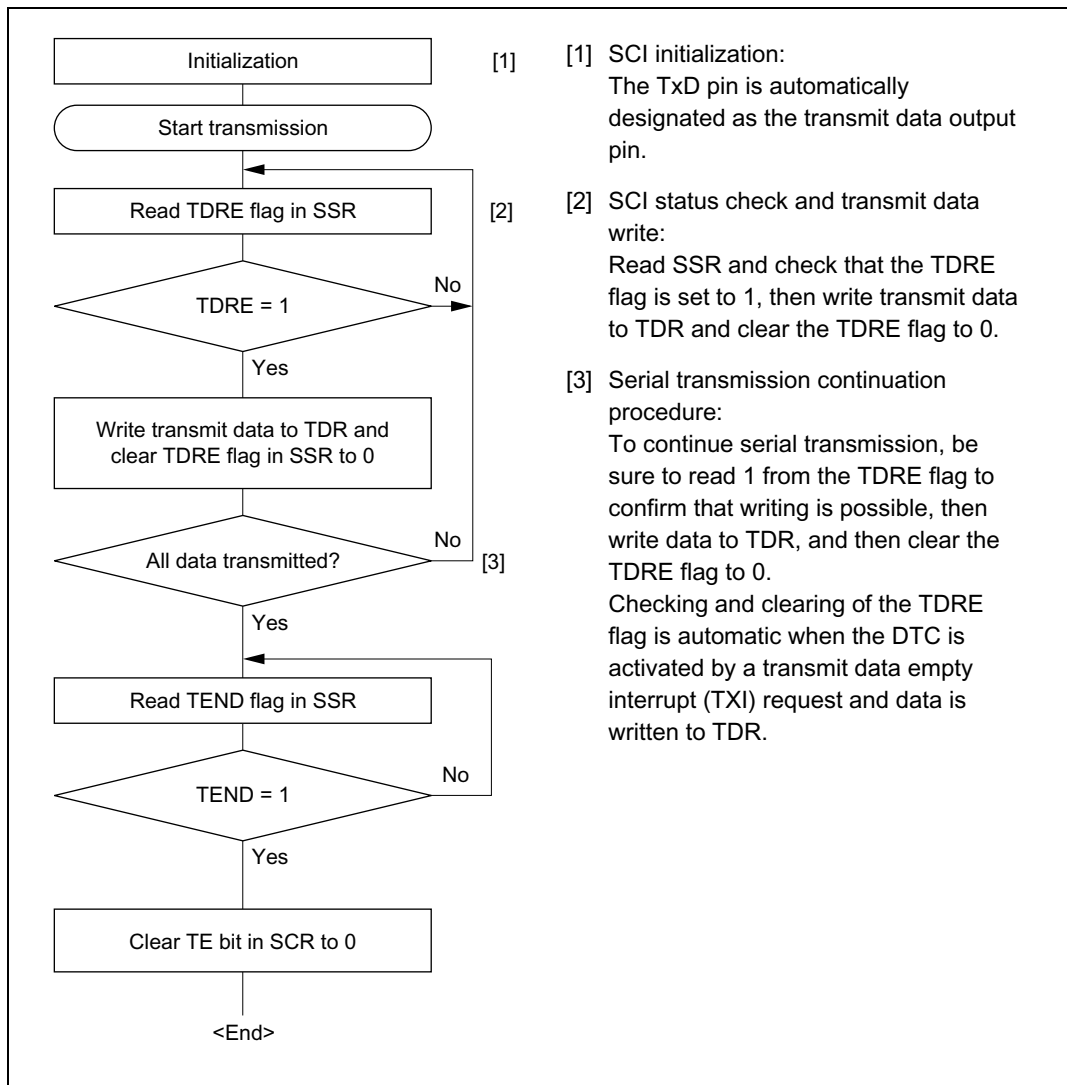 Initialization
[1]
Start transmission
Read TDRE flag in SSR
[2]
TDRE = 1
No
Yes
Write transmit data to TDR and
clear TDRE flag in SSR to 0
All data transmitted?
No
[3]
Yes
Read TEND flag in SSR
TEND = 1
No
Yes
Clear TE bit in SCR to 0
<End>
[1] SCI initialization:
The TxD pin is automatically
designated as the transmit data output
pin.
[2] SCI status check and transmit data
write:
Read SSR and check that the TDRE
flag is set to 1, then write transmit data
to TDR and clear the TDRE flag to 0.
[3] Serial transmission continuation
procedure:
To continue serial transmission, be
sure to read 1 from the TDRE flag to
confirm that writing is possible, then
write data to TDR, and then clear the
TDRE flag to 0.
Checking and clearing of the TDRE
flag is automatic when the DTC is
activated by a transmit data empty
interrupt (TXI) request and data is
written to TDR.